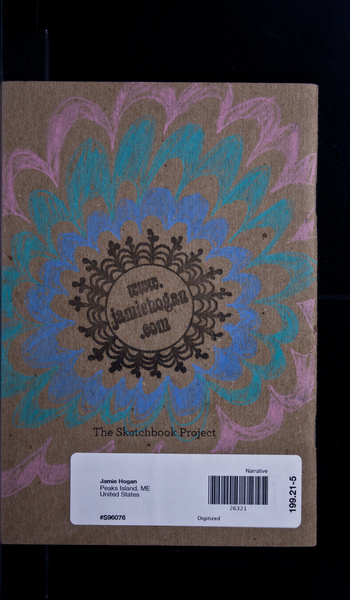 www.
jamiehogan
.com
The Sketchbook Project
Narrative
Jamie Hogan
Peaks Island, ME
United States
26321
#S96076
Digitized
199.21-5